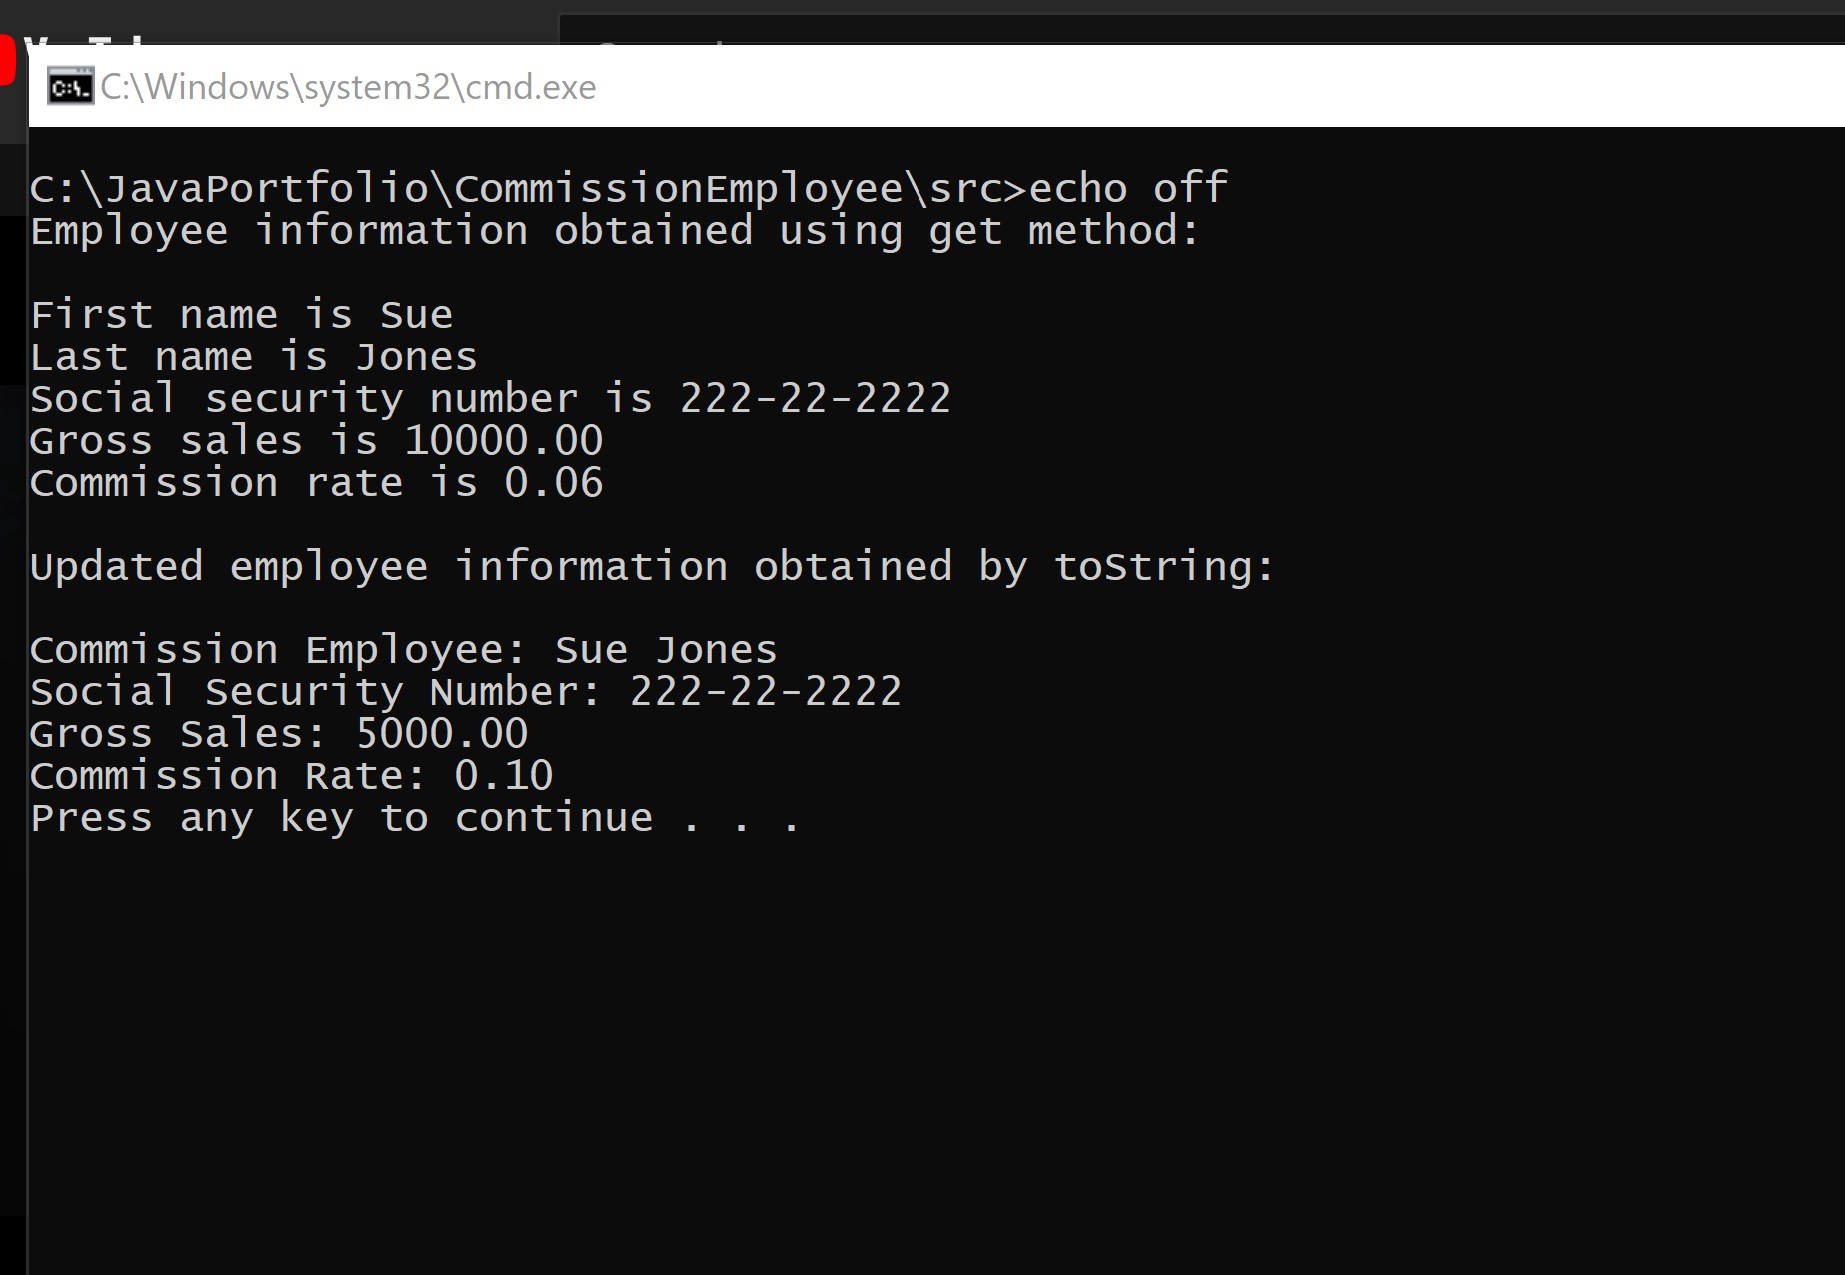 C:\Windows\system32\cmd.exe
C:\JavaPortfolio\CommissionEmployee\src>echo off
Employee information obtained using get method:
First name is Sue
Last name is Jones
Social security number is 222-22-2222
Gross sales is 10000.00
Commission rate is 0.06
Updated employee information obtained by toString:
Commission Employee: Sue Jones
Social Security Number: 222-22-2222
Gross Sales: 5000.00
Commission Rate: 0.10
Press any key to continue . . .